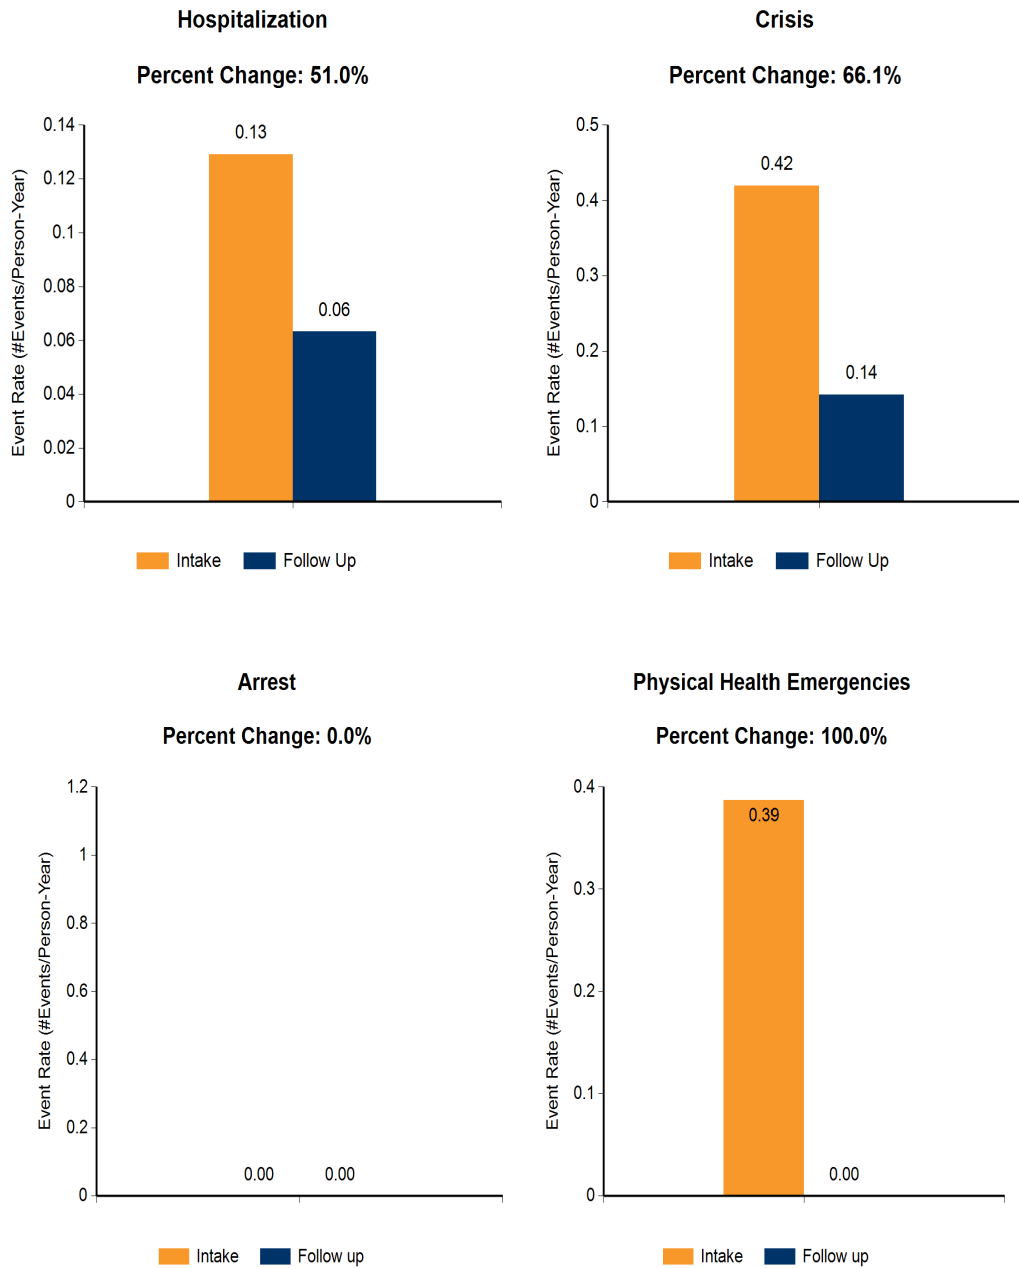 Hospitalization
Percent Change: 51.0%
Event Rate (#Events/Person-Year)
0.14
0.12
0.1
0.08
0.06
0.04
0.02
0
0.13
0.06
Intake Follow Up
Crisis
Percent Change: 66.1%
Event Rate (#Events/Person-Year)
0.5
0.4
0.3
0.2
0.1
0
0.42
0.14
Intake Follow Up
Arrest
Percent Change: 0.0%
Event Rate (#Events/Person-Year)
1.2
1
0.8
0.6
0.4
0.2
0
0.00 0.00
Intake Follow up
Physical Health Emergencies
Percent Change: 100.0%
Event Rate (#Events/Person-Year)
0.4
0.3
0.2
0.1
0
0.39
0.00
Intake Follow up